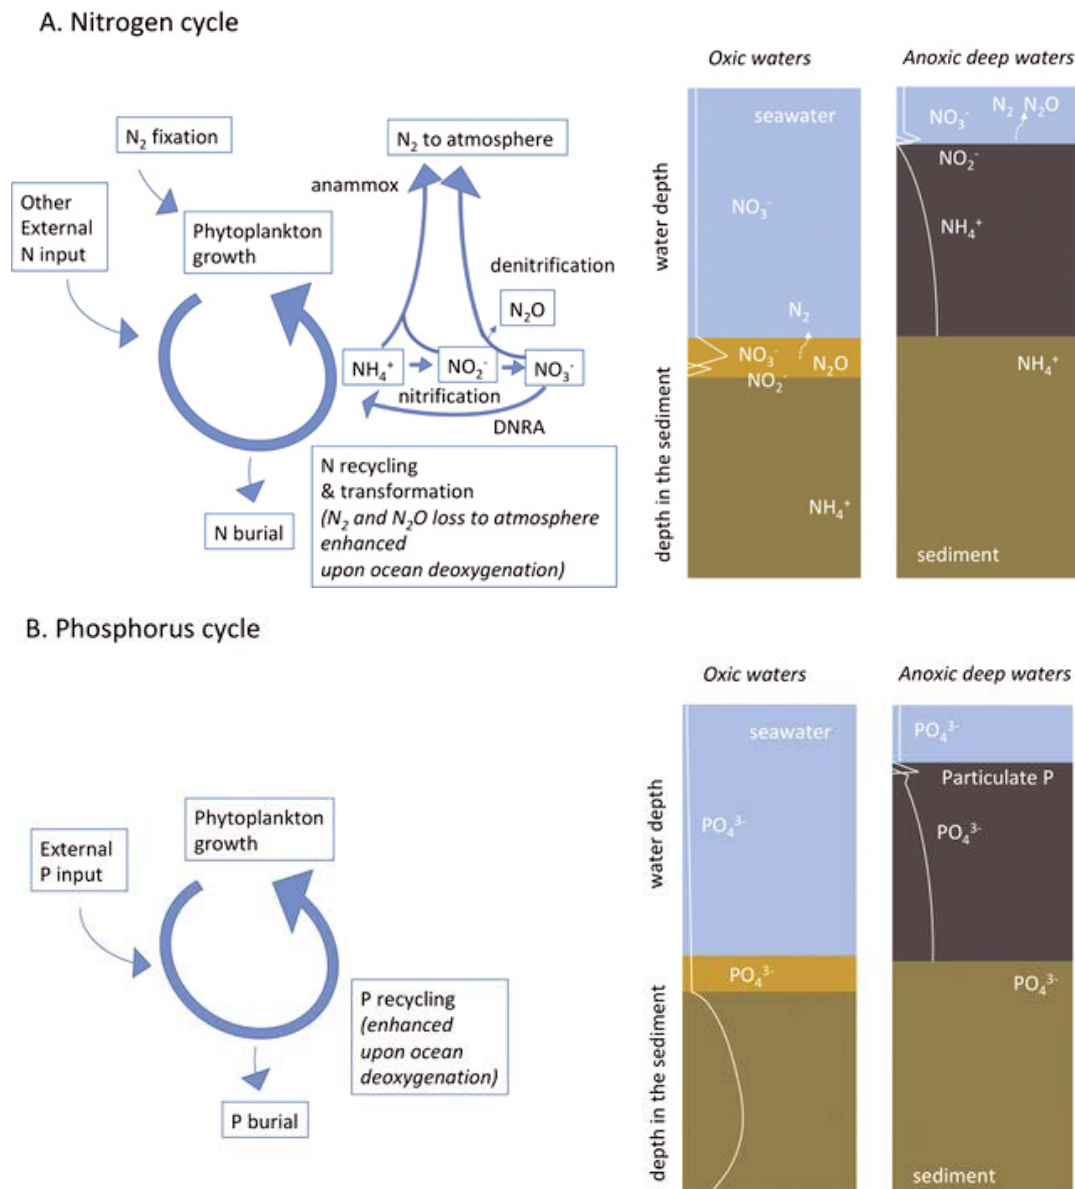 A. Nitrogen cycle
N₂ fixation
Other
External
N input
Phytoplankton
growth
N₂ to atmosphere
anammox
denitrification
N₂O
NH₄⁺
NO₂⁻
NO₃⁻
nitrification
DNRA
N recycling
& transformation
(N₂ and N₂O loss to atmosphere
enhanced
upon ocean deoxygenation)
N burial
Oxic waters
Anoxic deep waters
water depth
depth in the sediment
seawater
NO₃⁻
N₂
NO₃⁻
N₂O
NO₂⁻
NH₄⁺
N₂ N₂O
NO₃⁻
NO₂⁻
NH₄⁺
NH₄⁺
sediment
B. Phosphorus cycle
Phytoplankton
growth
External
P input
P recycling
(enhanced
upon ocean
deoxygenation)
P burial
Oxic waters
Anoxic deep waters
water depth
depth in the sediment
seawater
PO₄³⁻
PO₄³⁻
PO₄³⁻
Particulate P
PO₄³⁻
PO₄³⁻
sediment